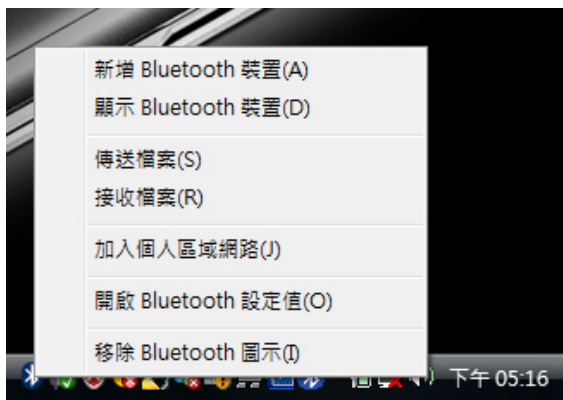 新增 Bluetooth 裝置(A)
顯示 Bluetooth 裝置(D)
傳送檔案(S)
接收檔案(R)
加入個人區域網路(J)
開啟 Bluetooth 設定值(O)
移除 Bluetooth 圖示(I)
下午 05:16